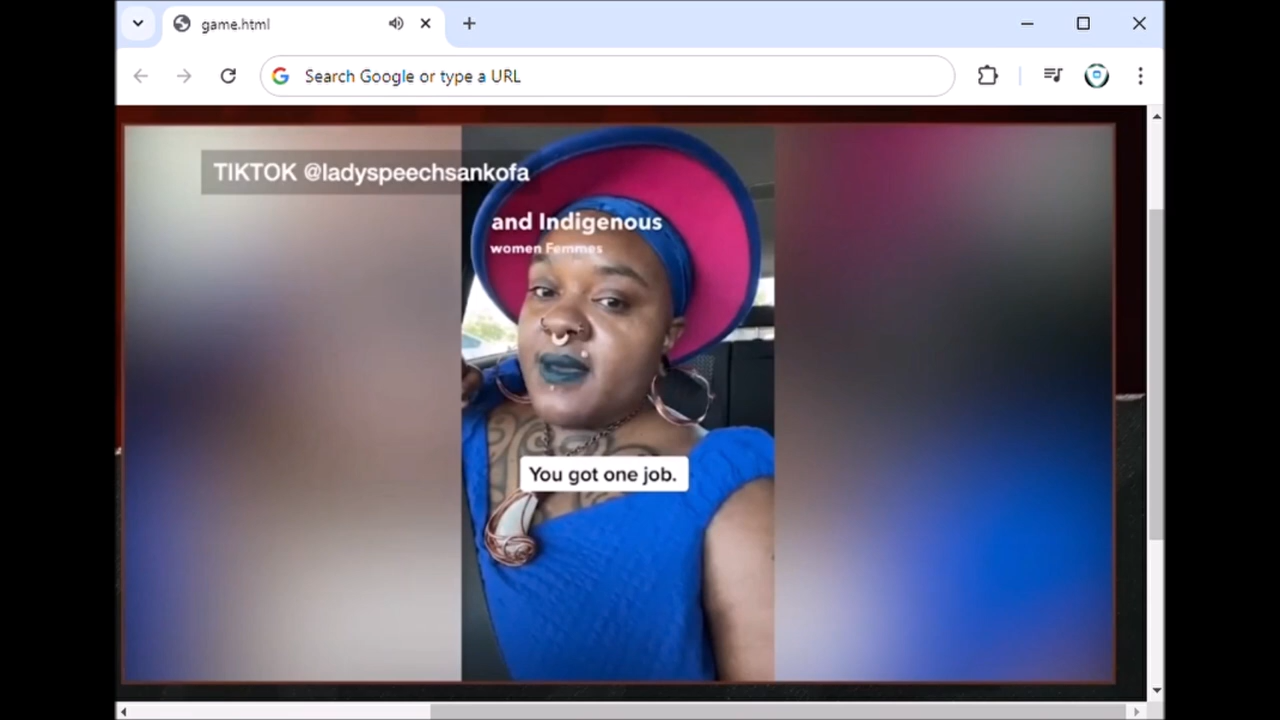 game.html
Search Google or type a URL
TIKTOK @ladyspeechsankofa
and Indigenous
women Femmes
You got one job.